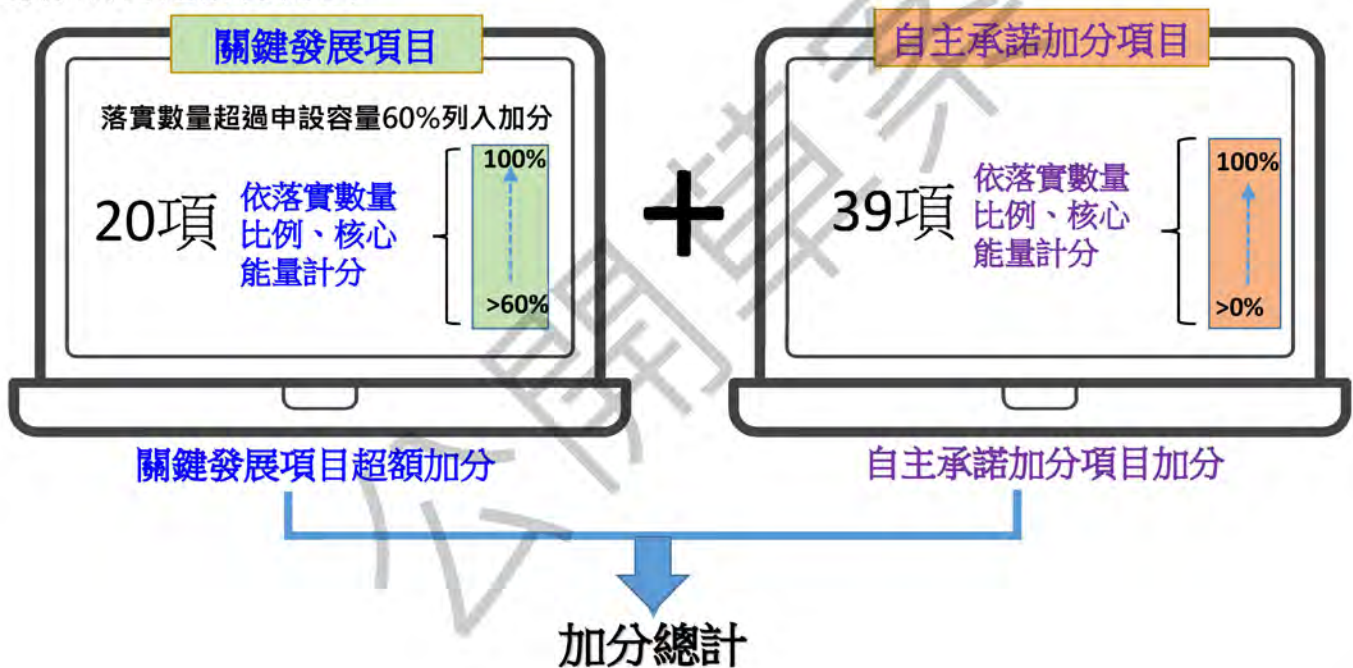 關鍵發展項目
落實數量超過申設容量60%列入加分
20項
依落實數量
比例、核心
能量計分
100%
>60%
+
自主承諾加分項目
39項
依落實數量
比例、核心
能量計分
100%
>0%
關鍵發展項目超額加分
自主承諾加分項目加分
加分總計
公開草案